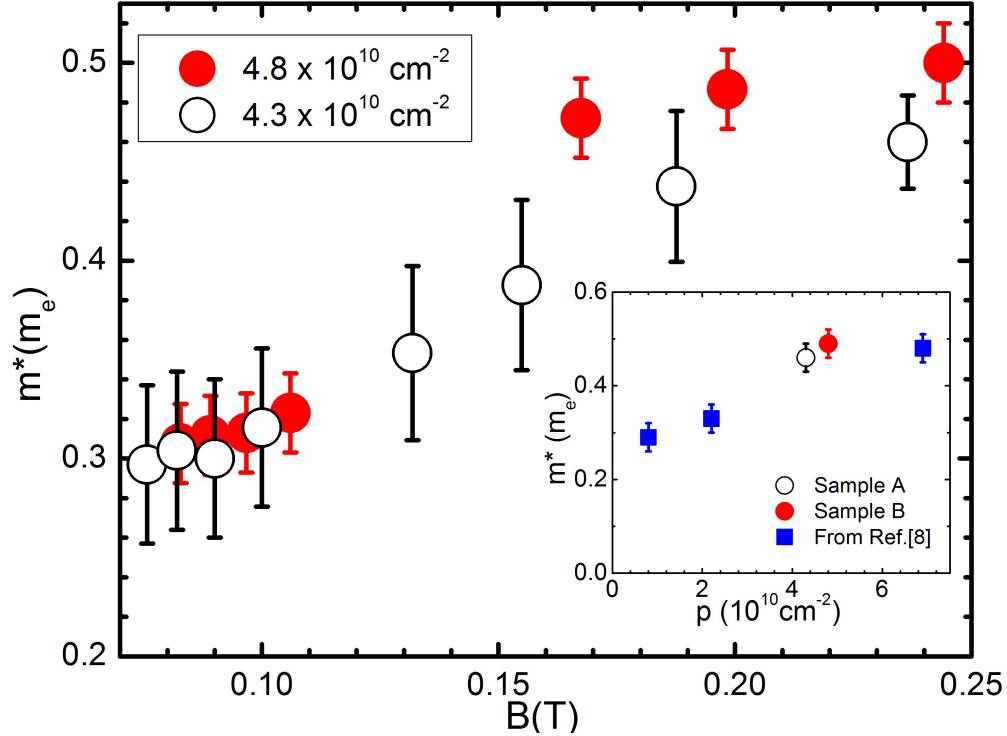 4.8 x 10¹⁰ cm⁻²
4.3 x 10¹⁰ cm⁻²
0.5
0.4
0.3
0.2
m*(mₑ)
0.10
0.15
0.20
0.25
B(T)
0.6
0.4
0.2
0.0
m* (mₑ)
Sample A
Sample B
From Ref.[8]
0
2
4
6
p (10¹⁰cm⁻²)